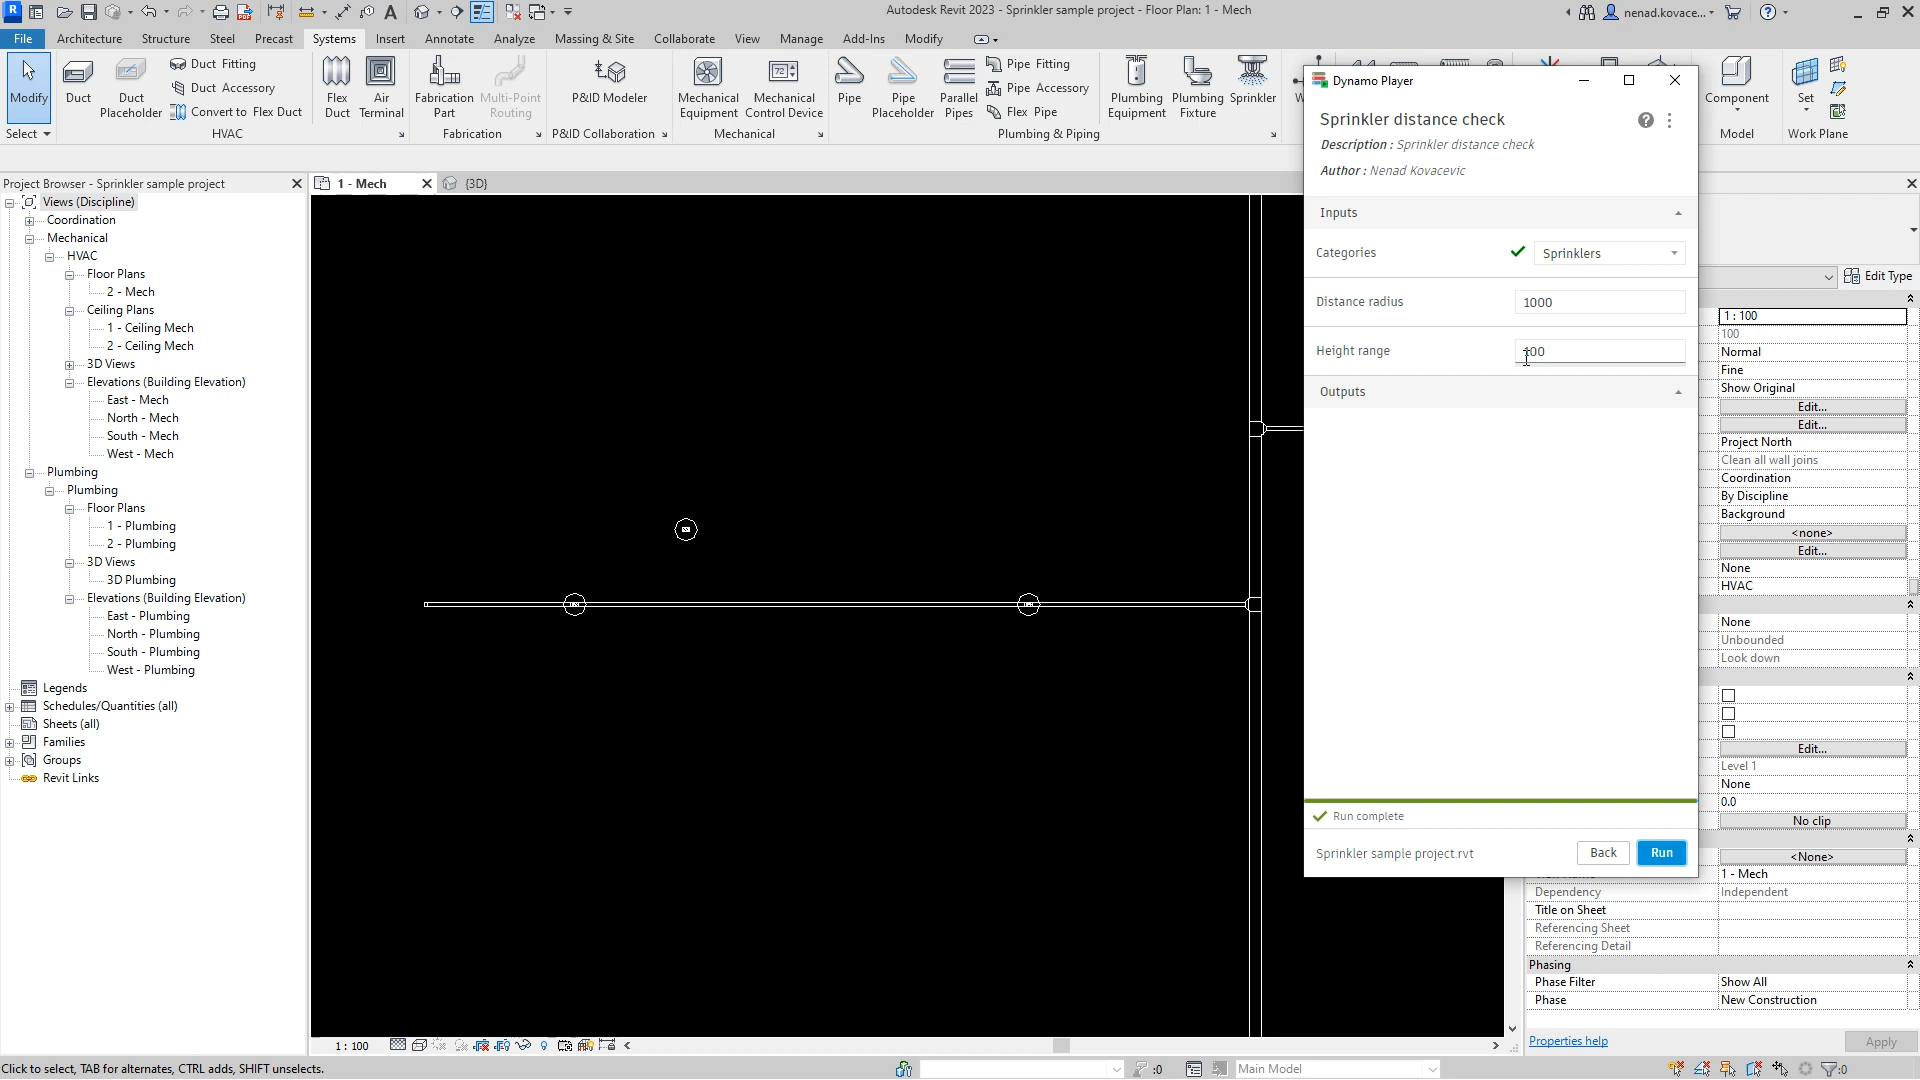 Autodesk Revit 2023 - Sprinkler sample project - Floor Plan: 1 - Mech
nenad.kovace...
File Architecture Structure Steel Precast Systems Insert Annotate Analyze Massing & Site Collaborate View Manage Add-Ins Modify
Modify
Duct
Duct Placeholder
Duct Fitting
Duct Accessory
Convert to Flex Duct
Flex Duct
Air Terminal
Fabrication Part
Multi-Point Routing
P&ID Modeler
Mechanical Equipment
Mechanical Control Device
Pipe
Pipe Placeholder
Parallel Pipes
Pipe Fitting
Pipe Accessory
Flex Pipe
Plumbing Equipment
Plumbing Fixture
Sprinkler
Component
Set
Select
HVAC
Fabrication
P&ID Collaboration
Mechanical
Plumbing & Piping
Model
Work Plane
Project Browser - Sprinkler sample project
1 - Mech
{3D}
Views (Discipline)
Coordination
Mechanical
HVAC
Floor Plans
2 - Mech
Ceiling Plans
1 - Ceiling Mech
2 - Ceiling Mech
3D Views
Elevations (Building Elevation)
East - Mech
North - Mech
South - Mech
West - Mech
Plumbing
Plumbing
Floor Plans
1 - Plumbing
2 - Plumbing
3D Views
3D Plumbing
Elevations (Building Elevation)
East - Plumbing
North - Plumbing
South - Plumbing
West - Plumbing
Legends
Schedules/Quantities (all)
Sheets (all)
Families
Groups
Revit Links
Dynamo Player
Sprinkler distance check
Description : Sprinkler distance check
Author : Nenad Kovacevic
Inputs
Categories Sprinklers
Distance radius 1000
Height range 100
Outputs
Run complete
Sprinkler sample project.rvt Back Run
Edit Type
1 : 100
100
Normal
Fine
Show Original
Edit...
Edit...
Project North
Clean all wall joins
Coordination
By Discipline
Background
<none>
Edit...
None
HVAC
None
Unbounded
Look down
Edit...
Level 1
None
0.0
No clip
<None>
1 - Mech
Dependency Independent
Title on Sheet
Referencing Sheet
Referencing Detail
Phasing
Phase Filter Show All
Phase New Construction
Properties help Apply
1 : 100
Click to select, TAB for alternates, CTRL adds, SHIFT unselects.
:0
Main Model
:0